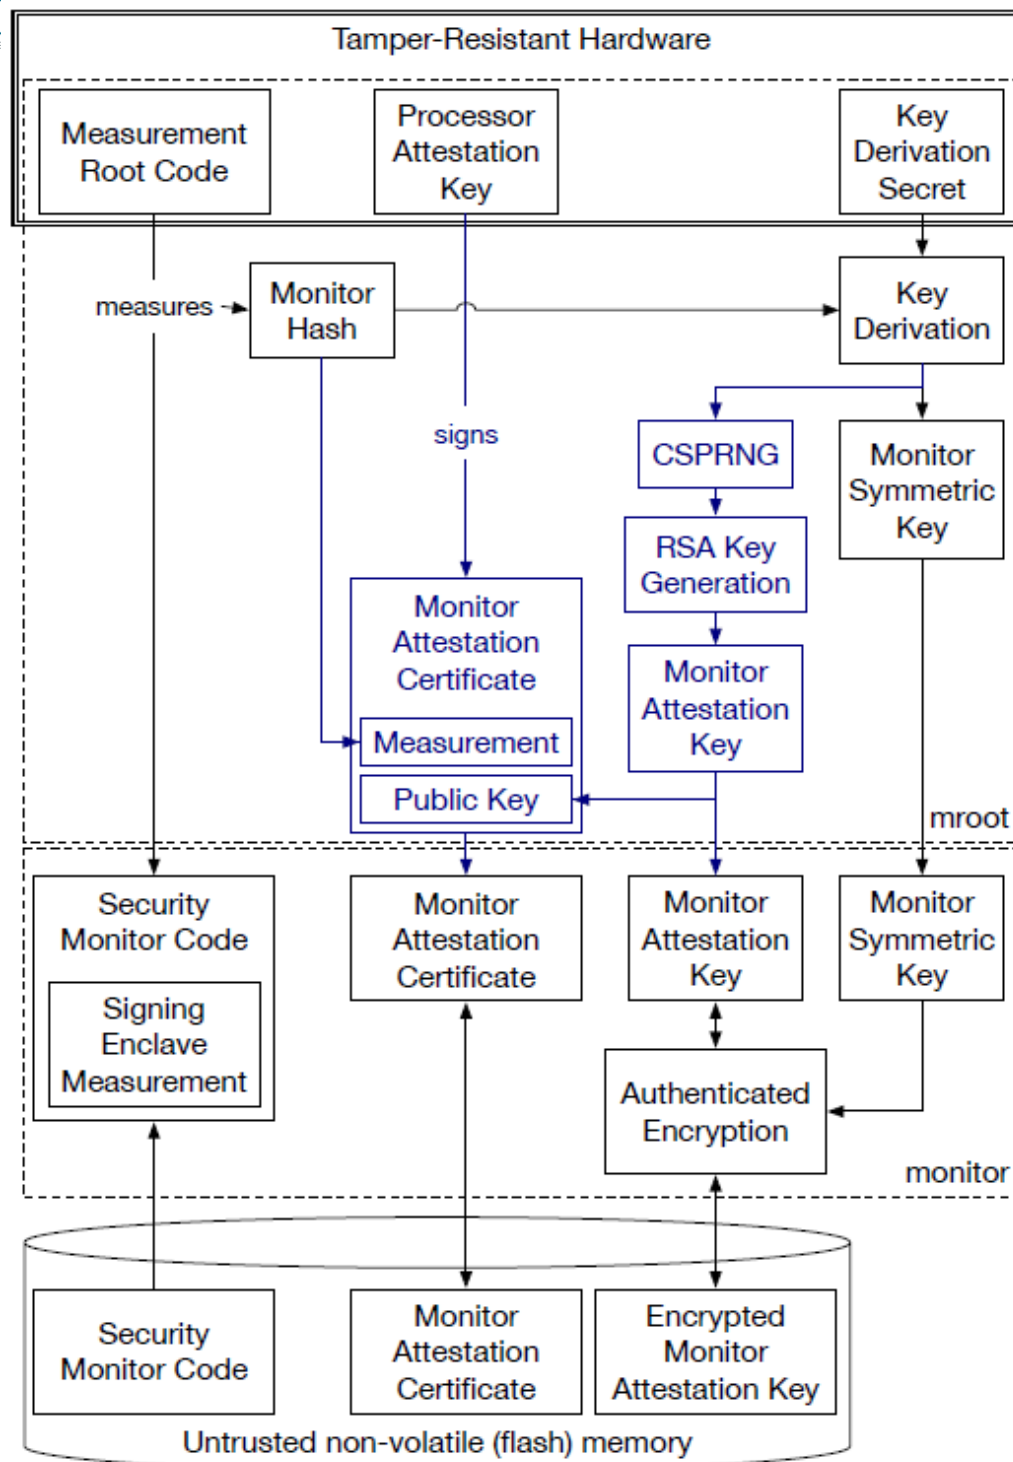 Tamper-Resistant Hardware
Measurement
Root Code
Processor
Attestation
Key
Key
Derivation
Secret
measures
Monitor
Hash
Key
Derivation
signs
CSPRNG
Monitor
Symmetric
Key
RSA Key
Generation
Monitor
Attestation
Certificate
Measurement
Public Key
Monitor
Attestation
Key
mroot
Security
Monitor Code
Signing
Enclave
Measurement
Monitor
Attestation
Certificate
Monitor
Attestation
Key
Monitor
Symmetric
Key
Authenticated
Encryption
monitor
Security
Monitor Code
Monitor
Attestation
Certificate
Encrypted
Monitor
Attestation Key
Untrusted non-volatile (flash) memory